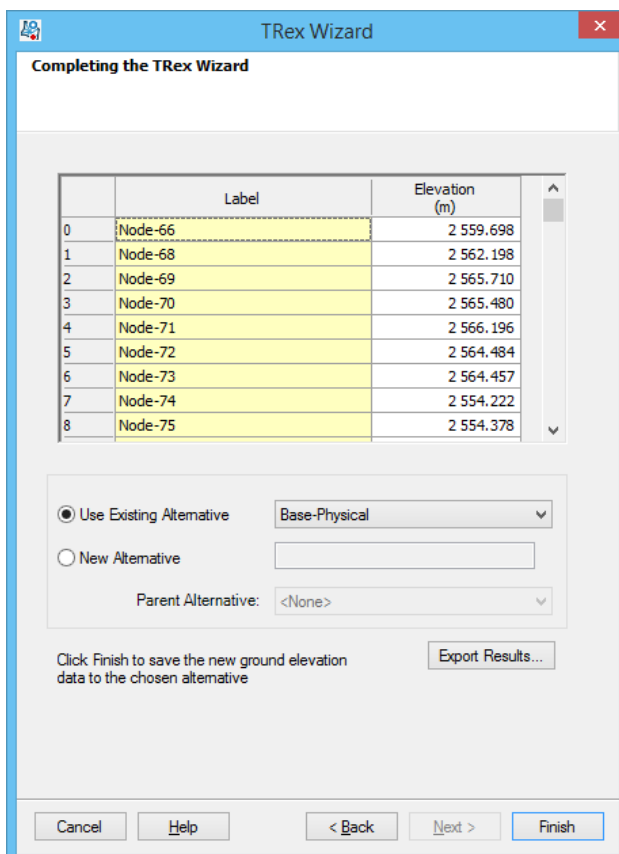 TRex Wizard
Completing the TRex Wizard
Label Elevation (m)
0 Node-66 2 559.698
1 Node-68 2 562.198
2 Node-69 2 565.710
3 Node-70 2 565.480
4 Node-71 2 566.196
5 Node-72 2 564.484
6 Node-73 2 564.457
7 Node-74 2 554.222
8 Node-75 2 554.378
Use Existing Alternative Base-Physical
New Alternative
Parent Alternative: <None>
Click Finish to save the new ground elevation
data to the chosen alternative
Export Results...
Cancel Help < Back Next > Finish